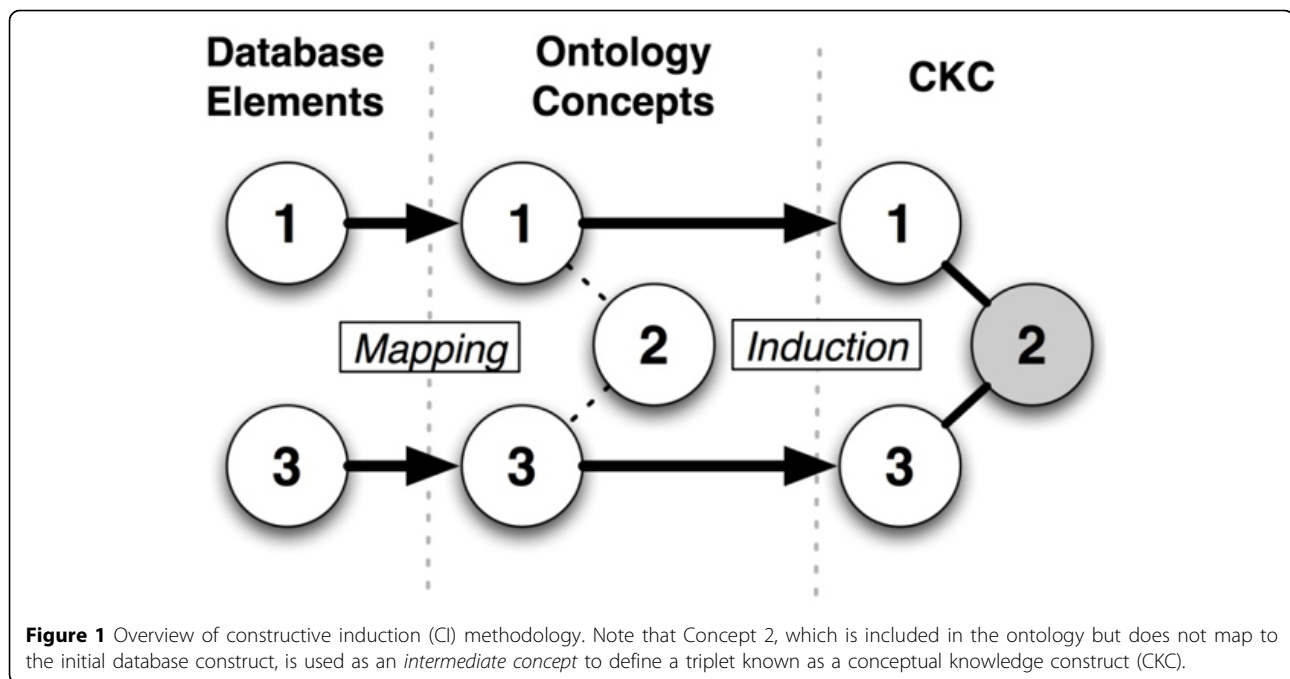 Database Elements
Ontology Concepts
CKC
1
1
1
2
2
Mapping
Induction
3
3
3
Figure 1 Overview of constructive induction (CI) methodology. Note that Concept 2, which is included in the ontology but does not map to
the initial database construct, is used as an intermediate concept to define a triplet known as a conceptual knowledge construct (CKC).